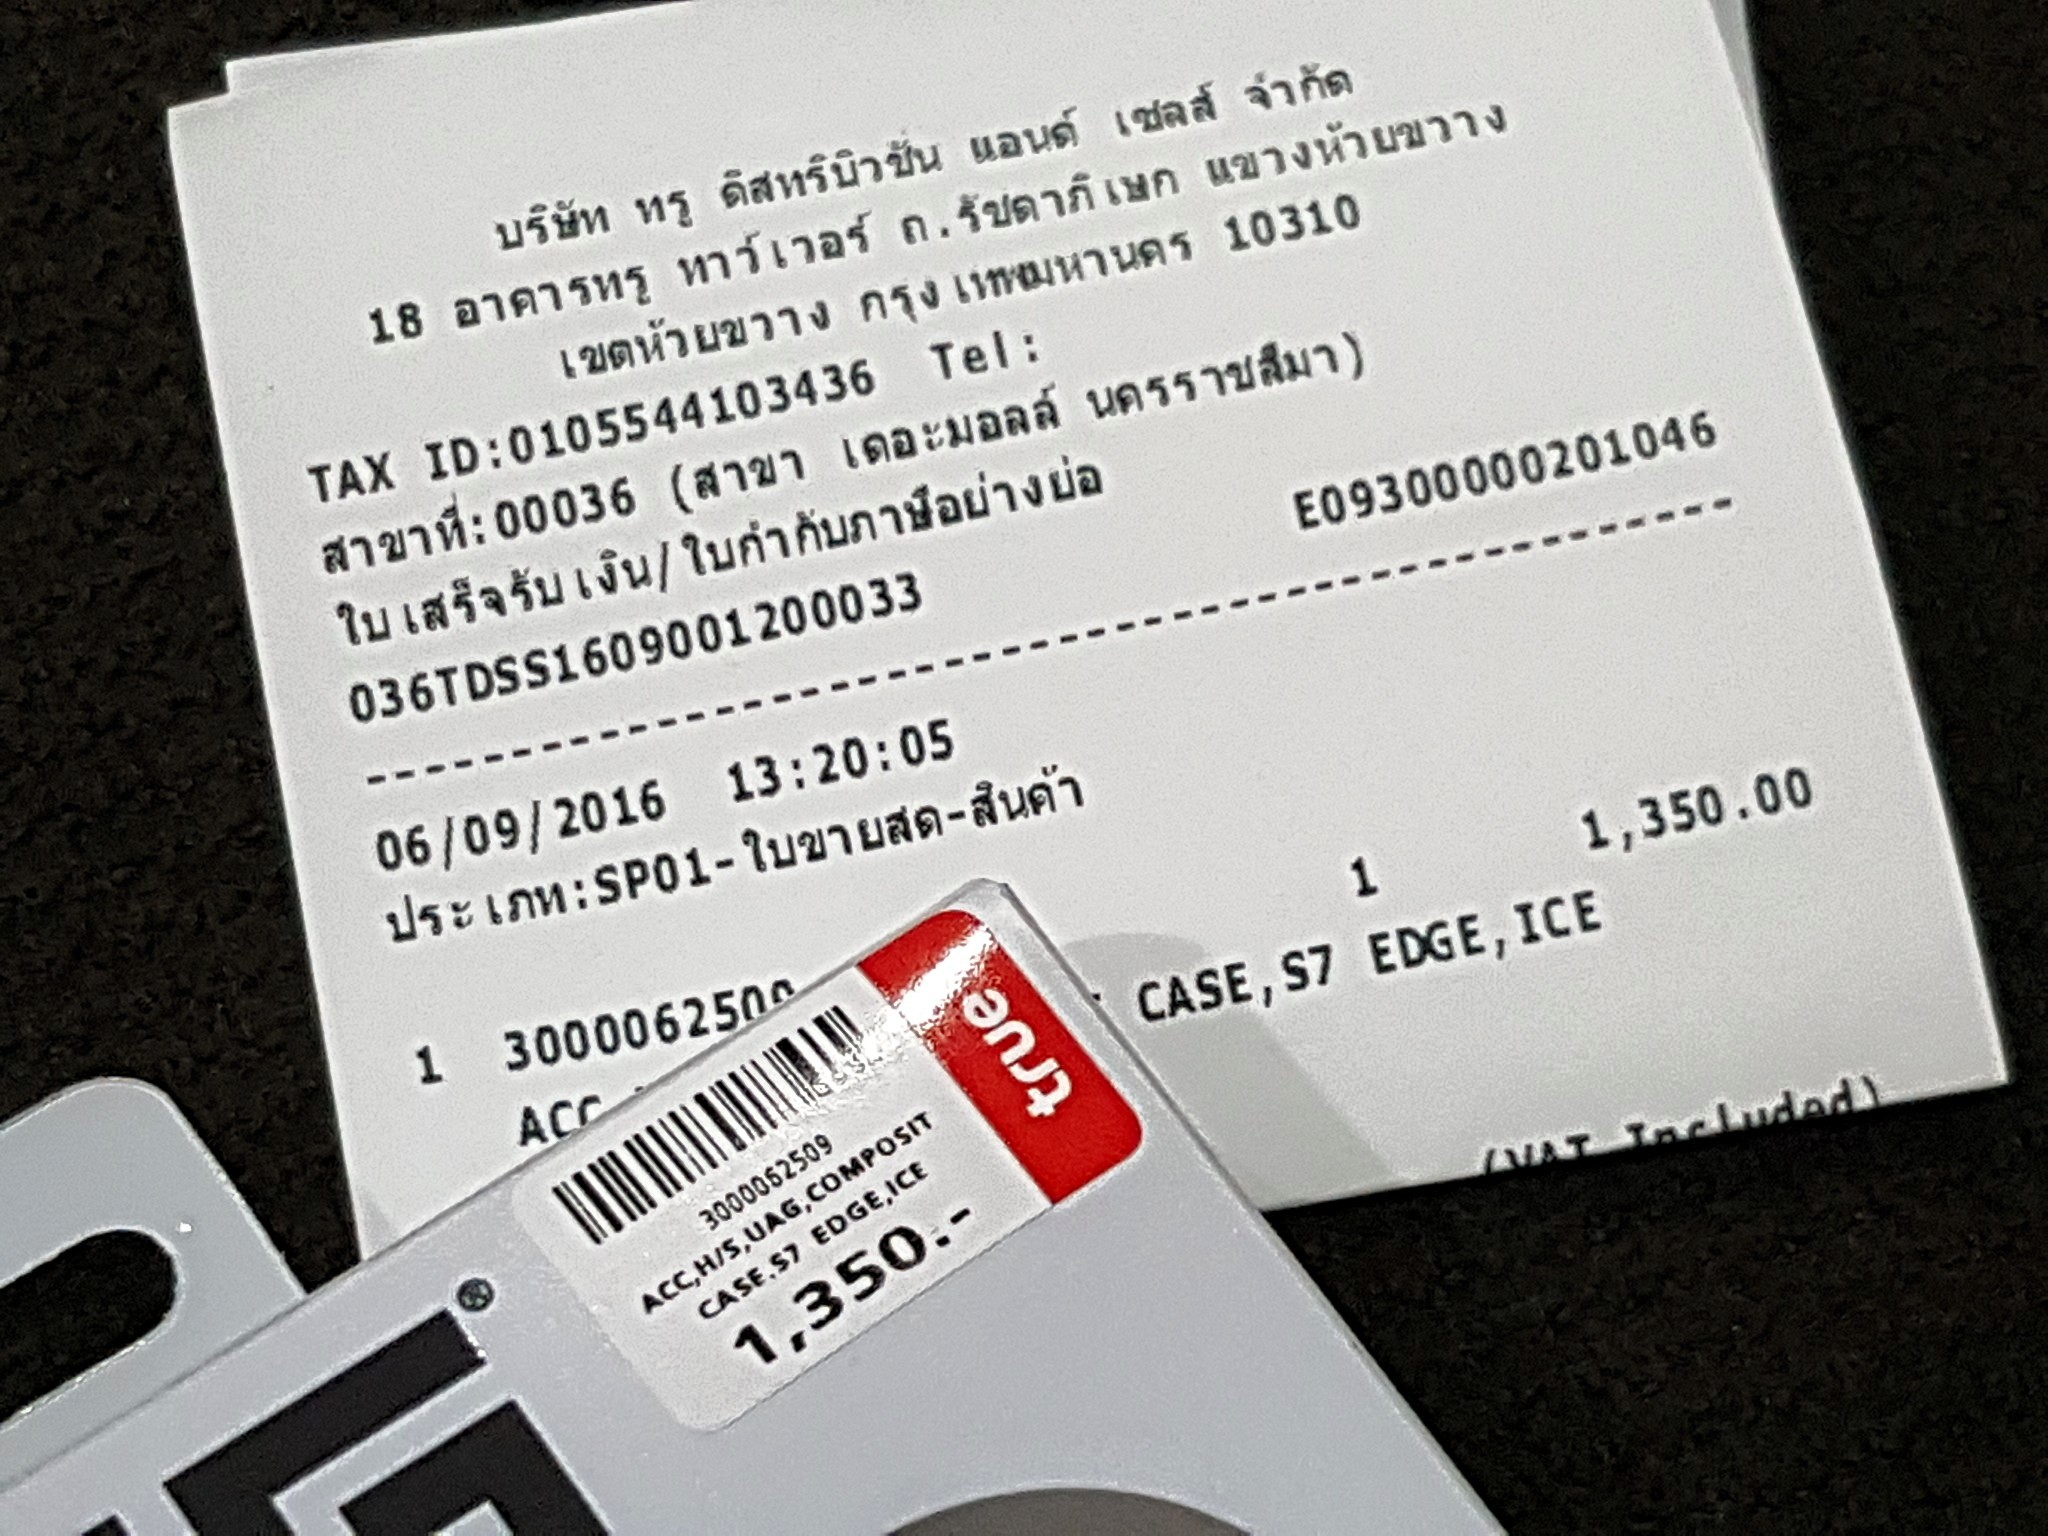 บริษัท ทรู ดิสทริบิวชั่น แอนด์ เซลส์ จำกัด
18 อาคารทรู ทาวเวอร์ ถ.รัชดาภิเษก แขวงห้วยขวาง
เขตห้วยขวาง กรุงเทพมหานคร 10310
TAX ID:0105544103436 Tel:
สาขาที่:00036 (สาขา เดอะมอลล์ นครราชสีมา)
ใบเสร็จรับเงิน/ใบกำกับภาษีอย่างย่อ E09300000201046
036TDSS1609001200033
06/09/2016 13:20:05
ประเภท:SP01-ใบขายสด-สินค้า
1 3000062509 1 1,350.00
ACC CASE,S7 EDGE,ICE
(VAT Included)
true
3000062509
ACC,H/S,UAG,COMPOSIT
CASE.S7 EDGE,ICE
1,350.-